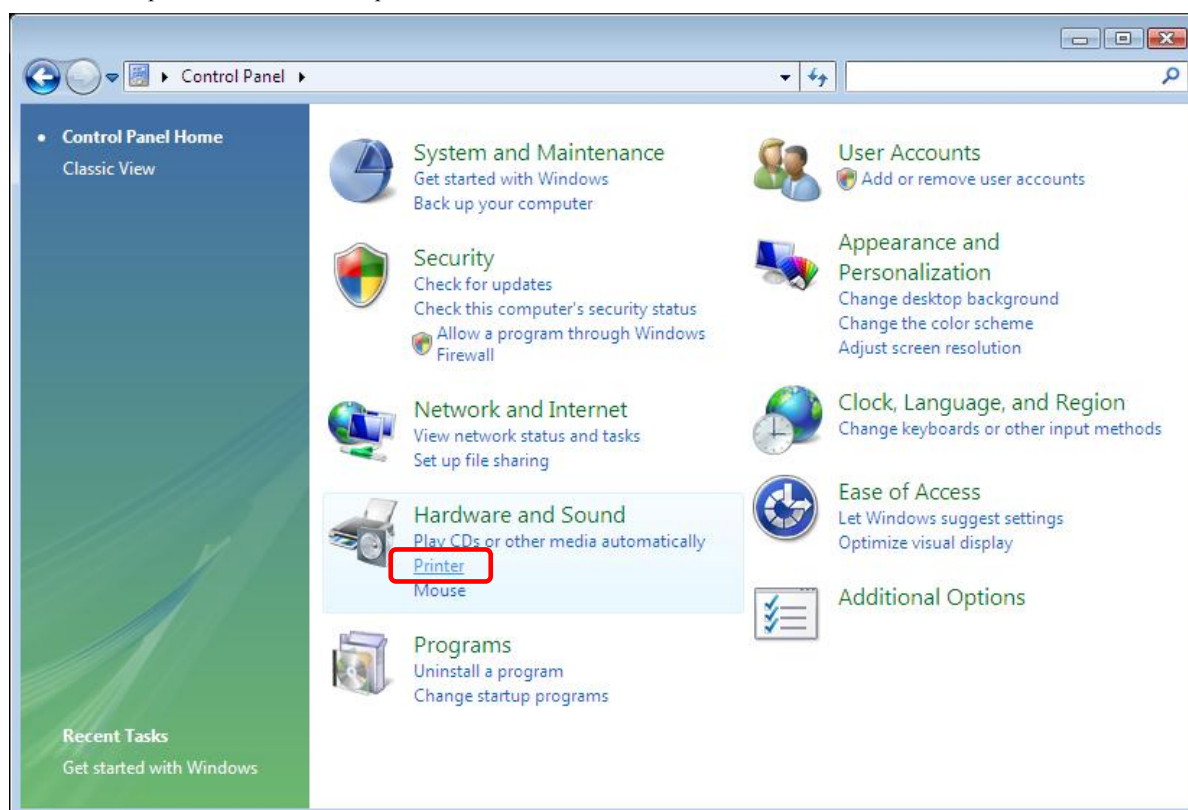 Control Panel
Control Panel Home
Classic View
System and Maintenance
Get started with Windows
Back up your computer
Security
Check for updates
Check this computer's security status
Allow a program through Windows
Firewall
Network and Internet
View network status and tasks
Set up file sharing
Hardware and Sound
Play CDs or other media automatically
Printer
Mouse
Programs
Uninstall a program
Change startup programs
User Accounts
Add or remove user accounts
Appearance and
Personalization
Change desktop background
Change the color scheme
Adjust screen resolution
Clock, Language, and Region
Change keyboards or other input methods
Ease of Access
Let Windows suggest settings
Optimize visual display
Additional Options
Recent Tasks
Get started with Windows